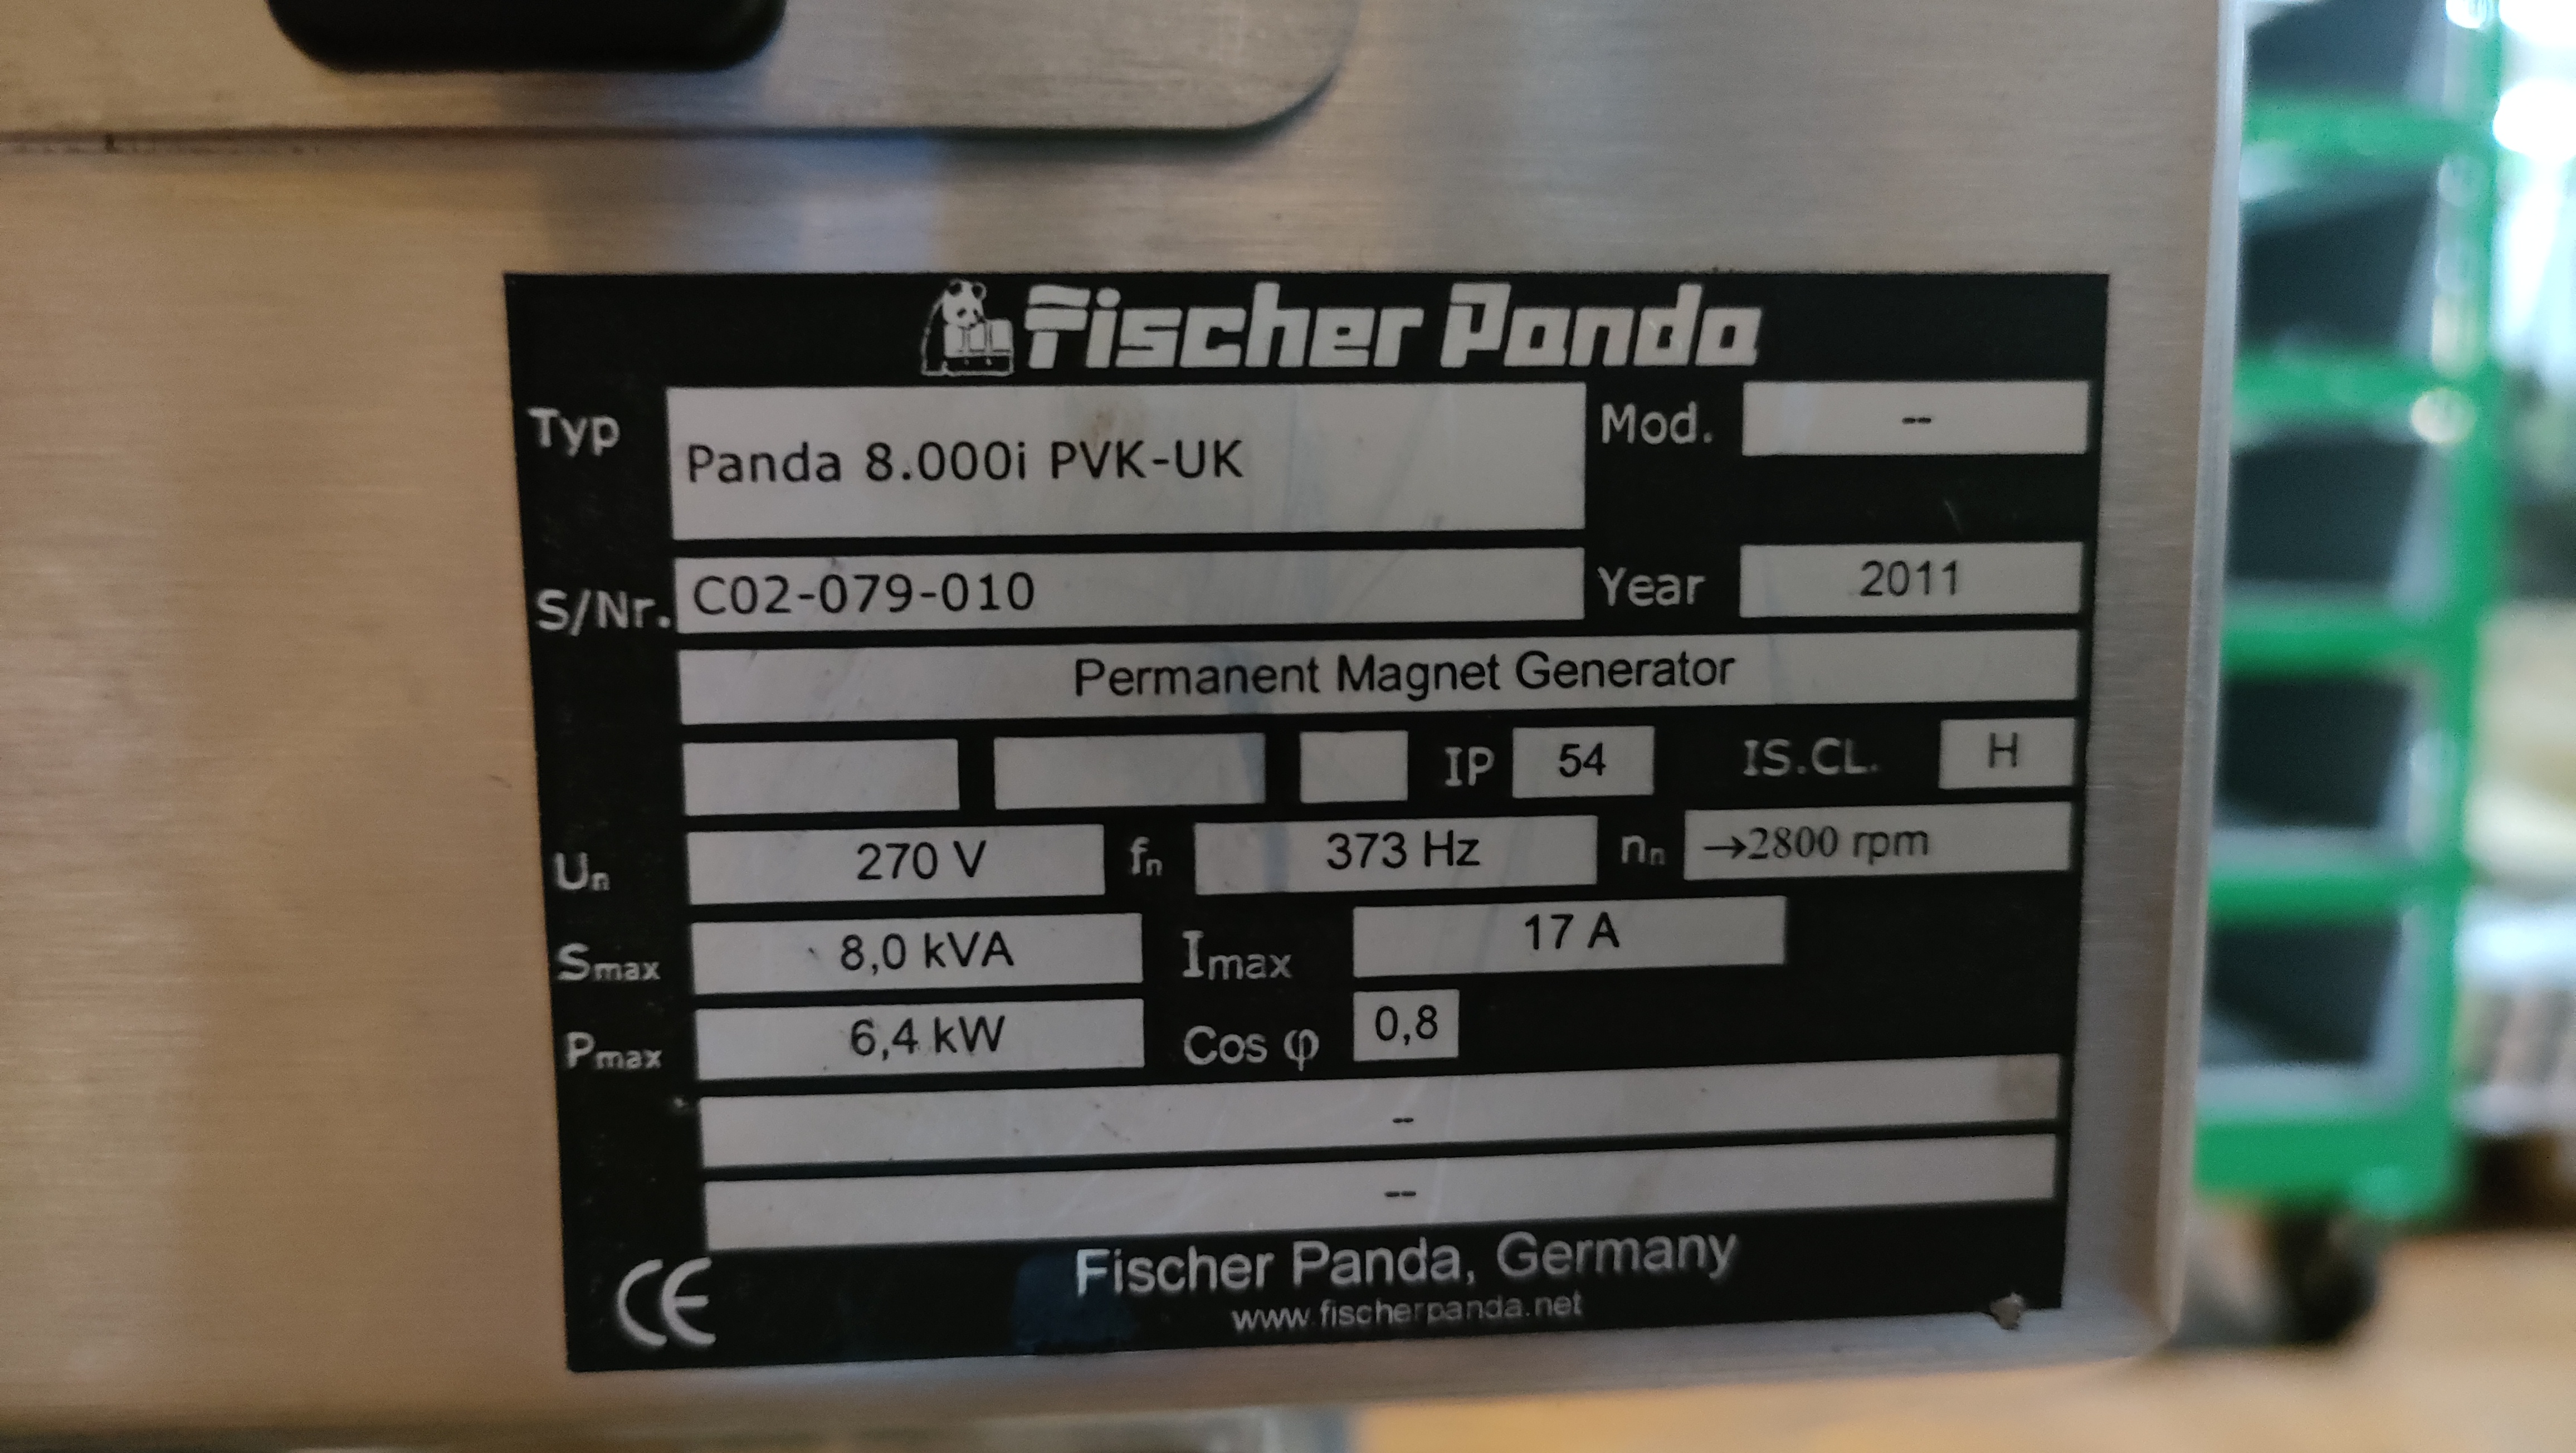 Fischer Panda
Typ Panda 8.000i PVK-UK Mod. --
S/Nr. C02-079-010 Year 2011
Permanent Magnet Generator
IP 54 IS.CL. H
Un 270 V fn 373 Hz nn →2800 rpm
Smax 8,0 kVA Imax 17 A
Pmax 6,4 kW Cos φ 0,8
--
--
CE Fischer Panda, Germany
www.fischerpanda.net